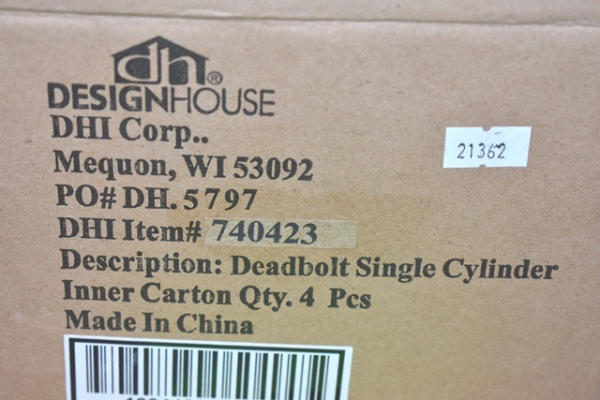 dh®
DESIGNHOUSE
DHI Corp..
Mequon, WI 53092
PO# DH. 5797
DHI Item# 740423
Description: Deadbolt Single Cylinder
Inner Carton Qty. 4 Pcs
Made In China
21362